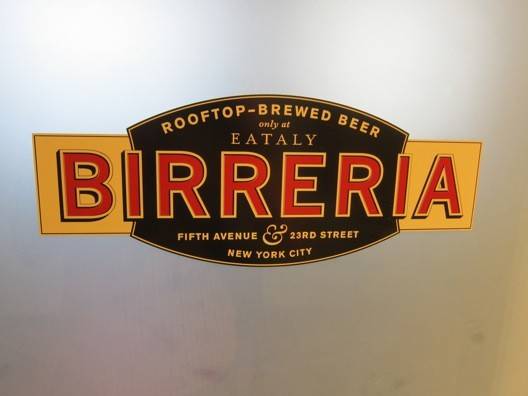 ROOFTOP-BREWED BEER
only at
EATALY
BIRRERIA
FIFTH AVENUE & 23RD STREET
NEW YORK CITY